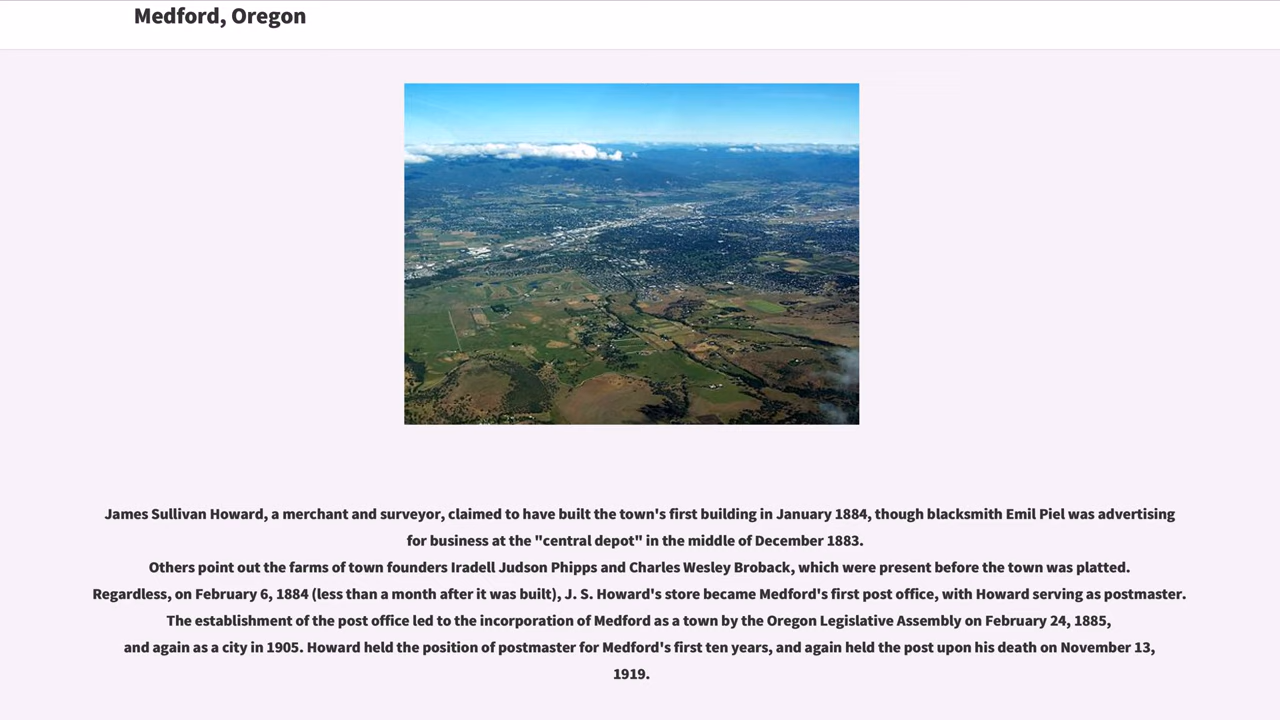 Medford, Oregon
James Sullivan Howard, a merchant and surveyor, claimed to have built the town's first building in January 1884, though blacksmith Emil Piel was advertising
for business at the "central depot" in the middle of December 1883.
Others point out the farms of town founders Iradell Judson Phipps and Charles Wesley Broback, which were present before the town was platted.
Regardless, on February 6, 1884 (less than a month after it was built), J. S. Howard's store became Medford's first post office, with Howard serving as postmaster.
The establishment of the post office led to the incorporation of Medford as a town by the Oregon Legislative Assembly on February 24, 1885,
and again as a city in 1905. Howard held the position of postmaster for Medford's first ten years, and again held the post upon his death on November 13,
1919.